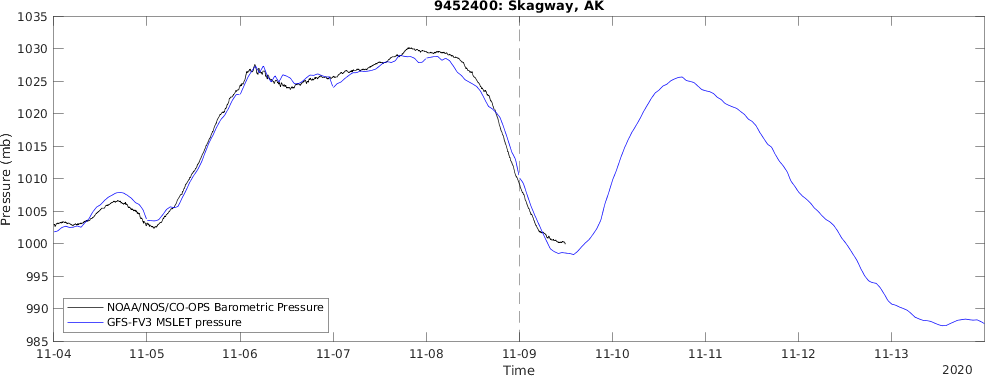 9452400: Skagway, AK
Pressure (mb)
1035
1030
1025
1020
1015
1010
1005
1000
995
990
985
NOAA/NOS/CO-OPS Barometric Pressure
GFS-FV3 MSLET pressure
11-04 11-05 11-06 11-07 11-08 11-09 11-10 11-11 11-12 11-13
Time
2020